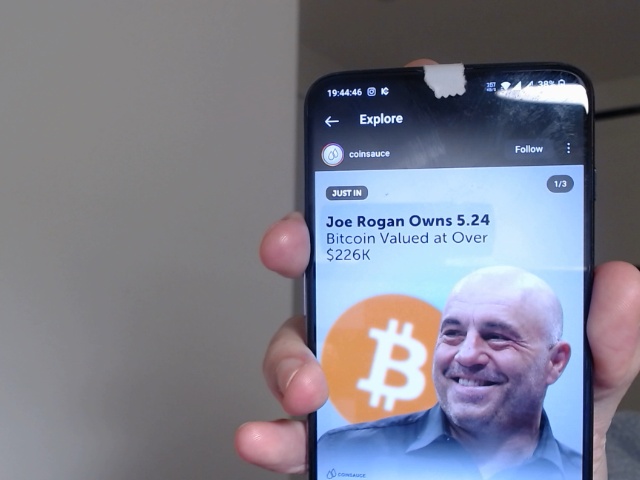 19:44:46
38%
Explore
coinsauce
Follow
JUST IN
1/3
Joe Rogan Owns 5.24
Bitcoin Valued at Over
$226K
COINSAUCE